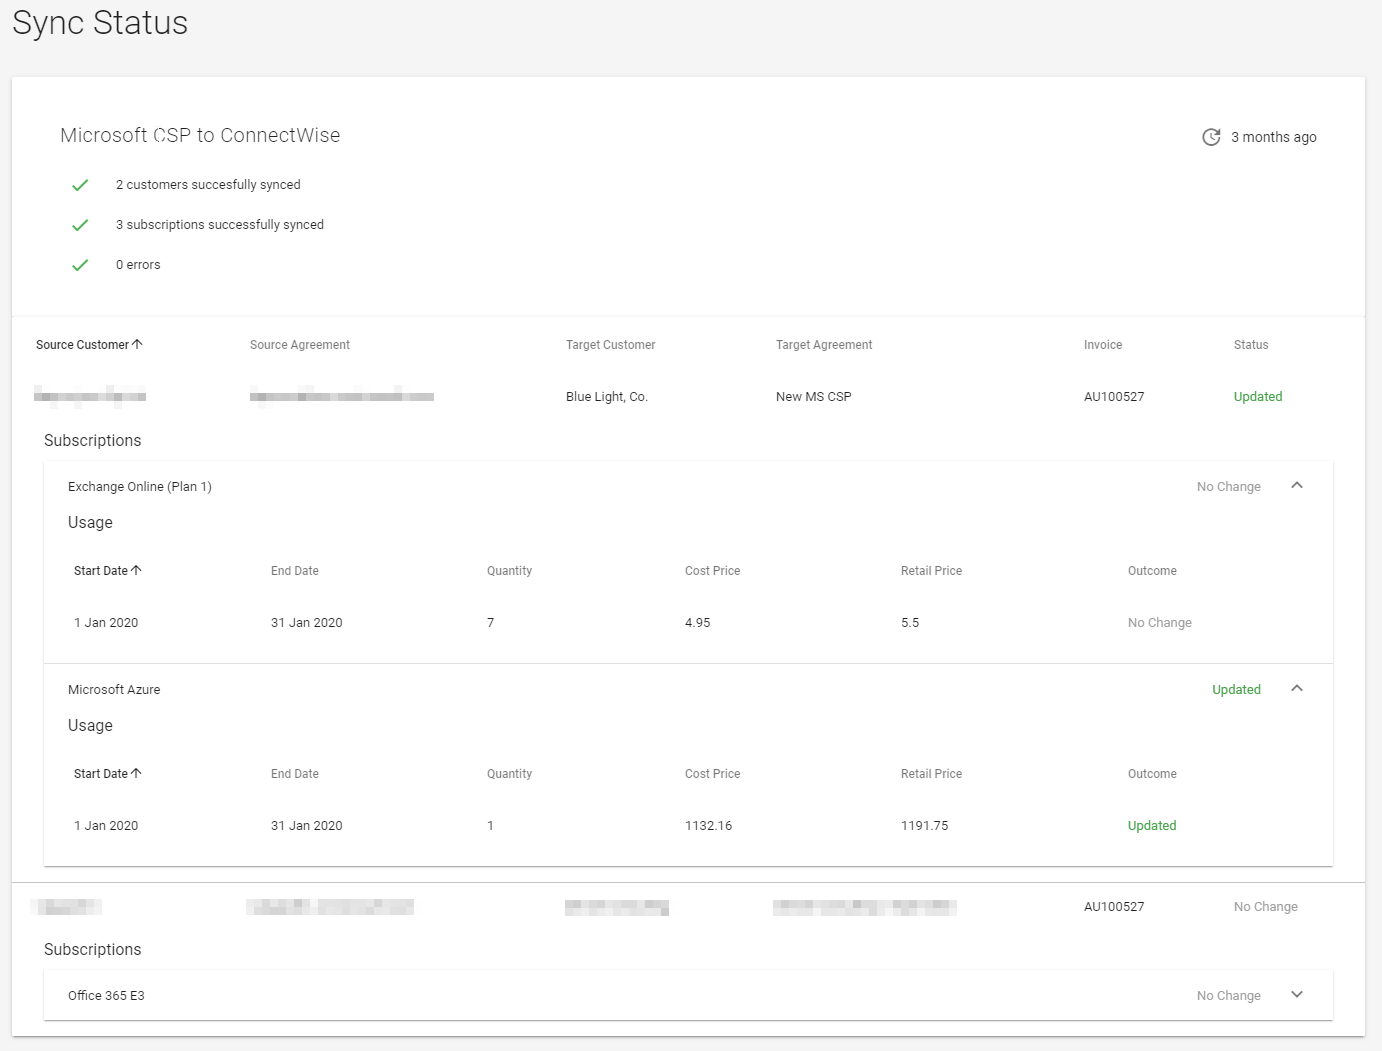 Sync Status
Microsoft CSP to ConnectWise
3 months ago
2 customers succesfully synced
3 subscriptions successfully synced
0 errors
Source Customer Source Agreement Target Customer Target Agreement Invoice Status
Blue Light, Co. New MS CSP AU100527 Updated
Subscriptions
Exchange Online (Plan 1) No Change
Usage
Start Date End Date Quantity Cost Price Retail Price Outcome
1 Jan 2020 31 Jan 2020 7 4.95 5.5 No Change
Microsoft Azure Updated
Usage
Start Date End Date Quantity Cost Price Retail Price Outcome
1 Jan 2020 31 Jan 2020 1 1132.16 1191.75 Updated
AU100527 No Change
Subscriptions
Office 365 E3 No Change